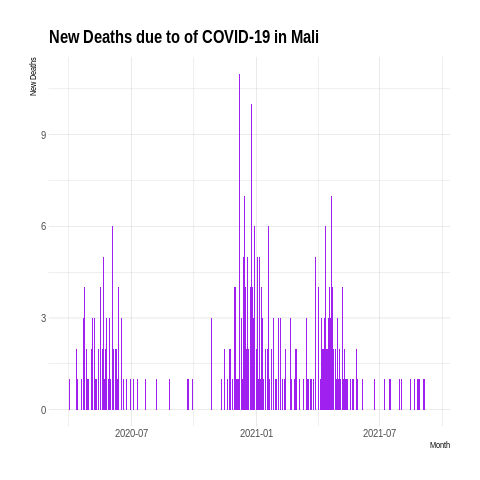 New Deaths due to of COVID-19 in Mali
New Deaths
9
6
3
0
2020-07 2021-01 2021-07
Month